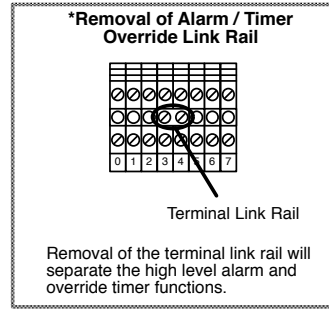 *Removal of Alarm / Timer
Override Link Rail
0 1 2 3 4 5 6 7
Terminal Link Rail
Removal of the terminal link rail will
separate the high level alarm and
override timer functions.